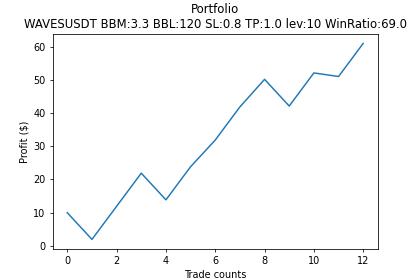 Portfolio
WAVESUSDT BBM:3.3 BBL:120 SL:0.8 TP:1.0 lev:10 WinRatio:69.0
60
50
40
30
20
10
0
Profit ($)
0 2 4 6 8 10 12
Trade counts